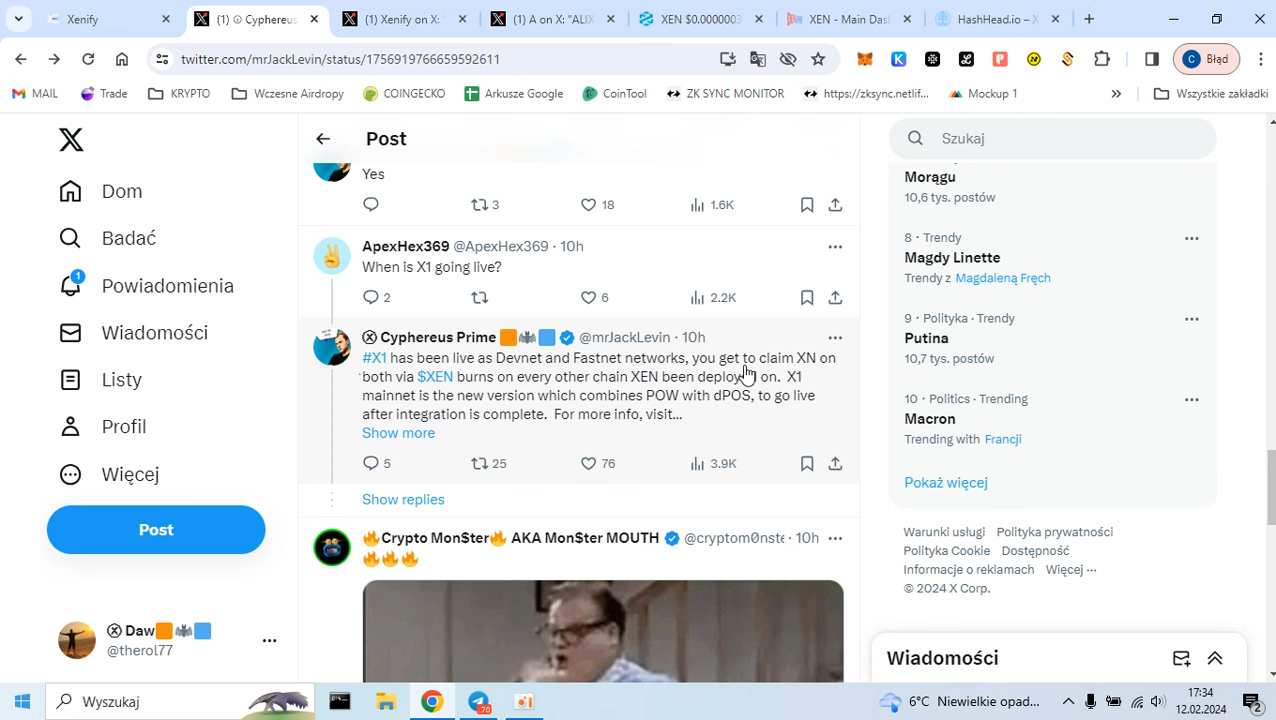 Xenify
(1) Cyphereus
(1) Xenify on X:
(1) A on X: "ALIX
XEN $0.0000003
XEN - Main Das
HashHead.io – X
twitter.com/mrJackLevin/status/1756919766659592611
C Błąd
MAIL
Trade
KRYPTO
Wczesne Airdropy
COINGECKO
Arkusze Google
CoinTool
ZK SYNC MONITOR
https://zksync.netlif...
Mockup 1
Wszystkie zakładki
Dom
Badać
1
Powiadomienia
Wiadomości
Listy
Profil
Więcej
Post
Daw
@therol77
Post
Yes
3 18 1.6K
ApexHex369 @ApexHex369 · 10h
When is X1 going live?
2 6 2.2K
Cyphereus Prime @mrJackLevin · 10h
#X1 has been live as Devnet and Fastnet networks, you get to claim XN on
both via $XEN burns on every other chain XEN been deployed on. X1
mainnet is the new version which combines POW with dPOS, to go live
after integration is complete. For more info, visit...
Show more
5 25 76 3.9K
Show replies
🔥Crypto Mon$ter🔥 AKA Mon$ter MOUTH @cryptom0nste · 10h
🔥🔥🔥
Szukaj
Morągu
10,6 tys. postów
8 · Trendy
Magdy Linette
Trendy z Magdaleną Fręch
9 · Polityka · Trendy
Putina
10,7 tys. postów
10 · Politics · Trending
Macron
Trending with Francji
Pokaż więcej
Warunki usługi Polityka prywatności
Polityka Cookie Dostępność
Informacje o reklamach Więcej ···
© 2024 X Corp.
Wiadomości
Wyszukaj
70
6°C Niewielkie opad...
17:34
12.02.2024
2